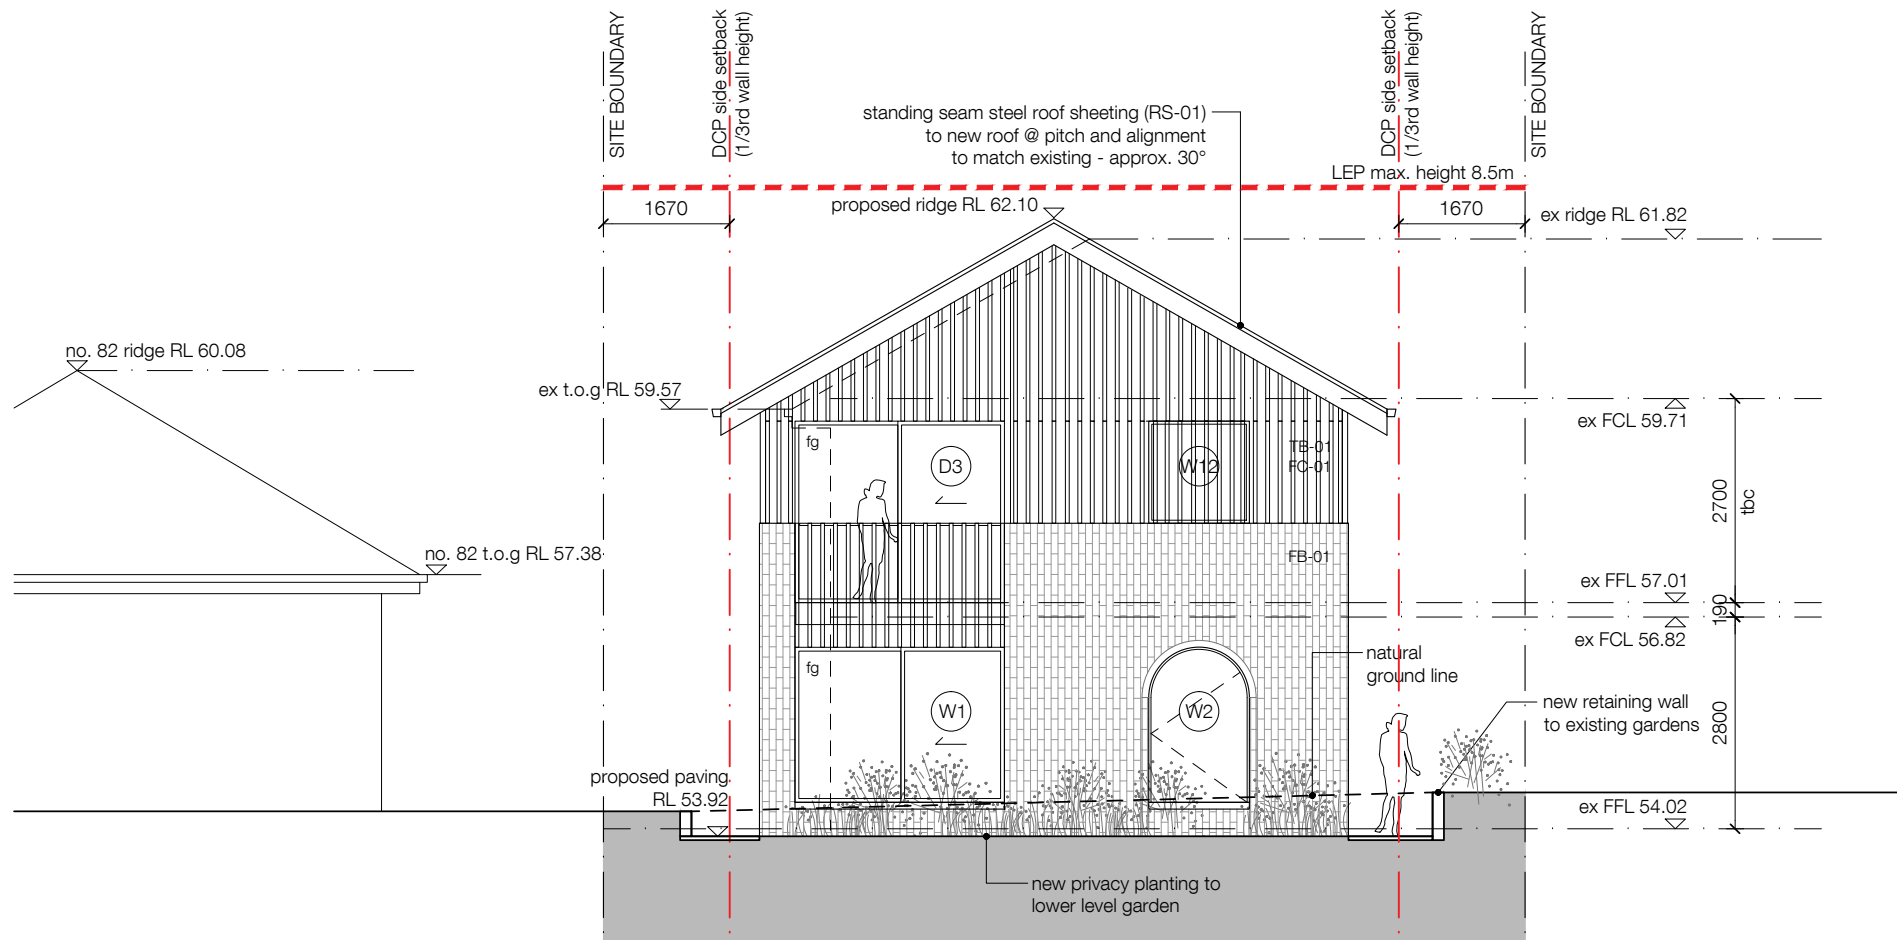 SITE BOUNDARY
DCP side setback
(1/3rd wall height)
DCP side setback
(1/3rd wall height)
SITE BOUNDARY
standing seam steel roof sheeting (RS-01)
to new roof @ pitch and alignment
to match existing - approx. 30°
LEP max. height 8.5m
1670
proposed ridge RL 62.10
1670
ex ridge RL 61.82
no. 82 ridge RL 60.08
ex t.o.g RL 59.57
ex FCL 59.71
fg
D3
W12
TB-01
FC-01
2700
tbc
no. 82 t.o.g RL 57.38
FB-01
ex FFL 57.01
190
ex FCL 56.82
natural
ground line
fg
W1
W2
new retaining wall
to existing gardens
2800
proposed paving
RL 53.92
ex FFL 54.02
new privacy planting to
lower level garden